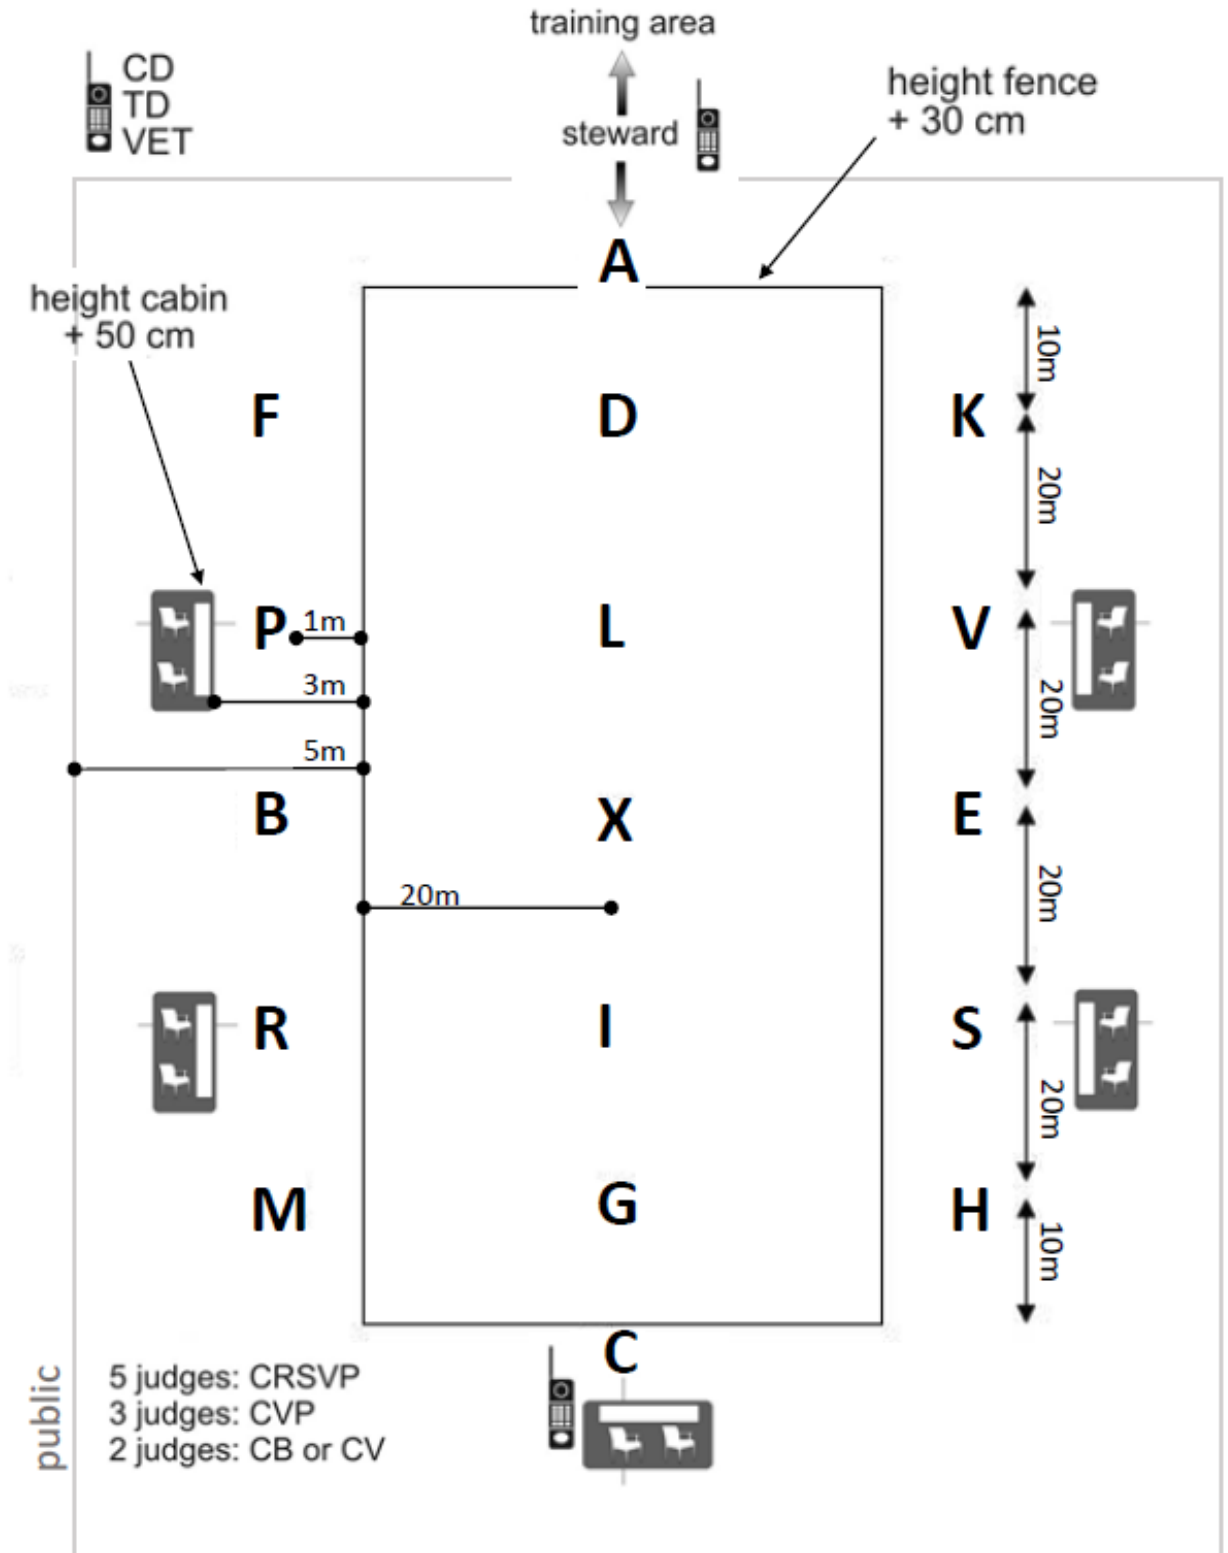 training area
CD
TD
VET
steward
height fence
+ 30 cm
A
height cabin
+ 50 cm
10m
F
D
K
20m
P
1m
L
V
3m
20m
5m
B
X
E
20m
20m
R
I
S
20m
M
G
H
10m
C
5 judges: CRSVP
3 judges: CVP
2 judges: CB or CV
public